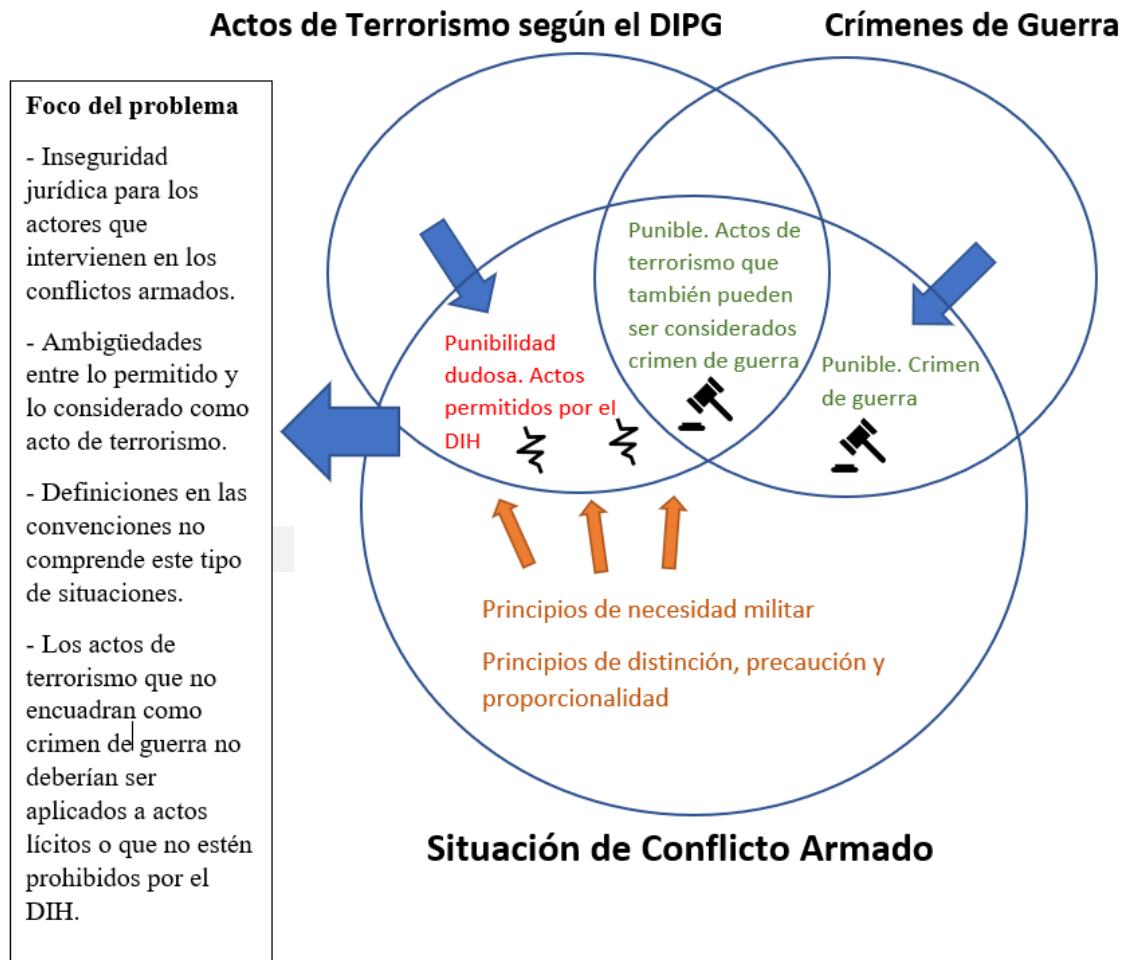 Actos de Terrorismo según el DIPG
Crímenes de Guerra
Foco del problema
- Inseguridad
jurídica para los
actores que
intervienen en los
conflictos armados.
- Ambigüedades
entre lo permitido y
lo considerado como
acto de terrorismo.
- Definiciones en las
convenciones no
comprende este tipo
de situaciones.
- Los actos de
terrorismo que no
encuadran como
crimen de guerra no
deberían ser
aplicados a actos
lícitos o que no estén
prohibidos por el
DIH.
Punibilidad
dudosa. Actos
permitidos por el
DIH
Punible. Actos de
terrorismo que
también pueden
ser considerados
crimen de guerra
Punible. Crimen
de guerra
Principios de necesidad militar
Principios de distinción, precaución y
proporcionalidad
Situación de Conflicto Armado